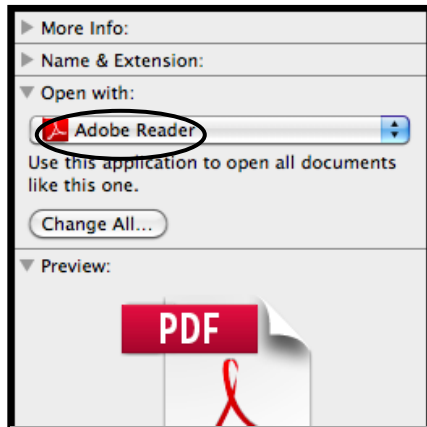 More Info:
Name & Extension:
Open with:
Adobe Reader
Use this application to open all documents
like this one.
Change All...
Preview:
PDF